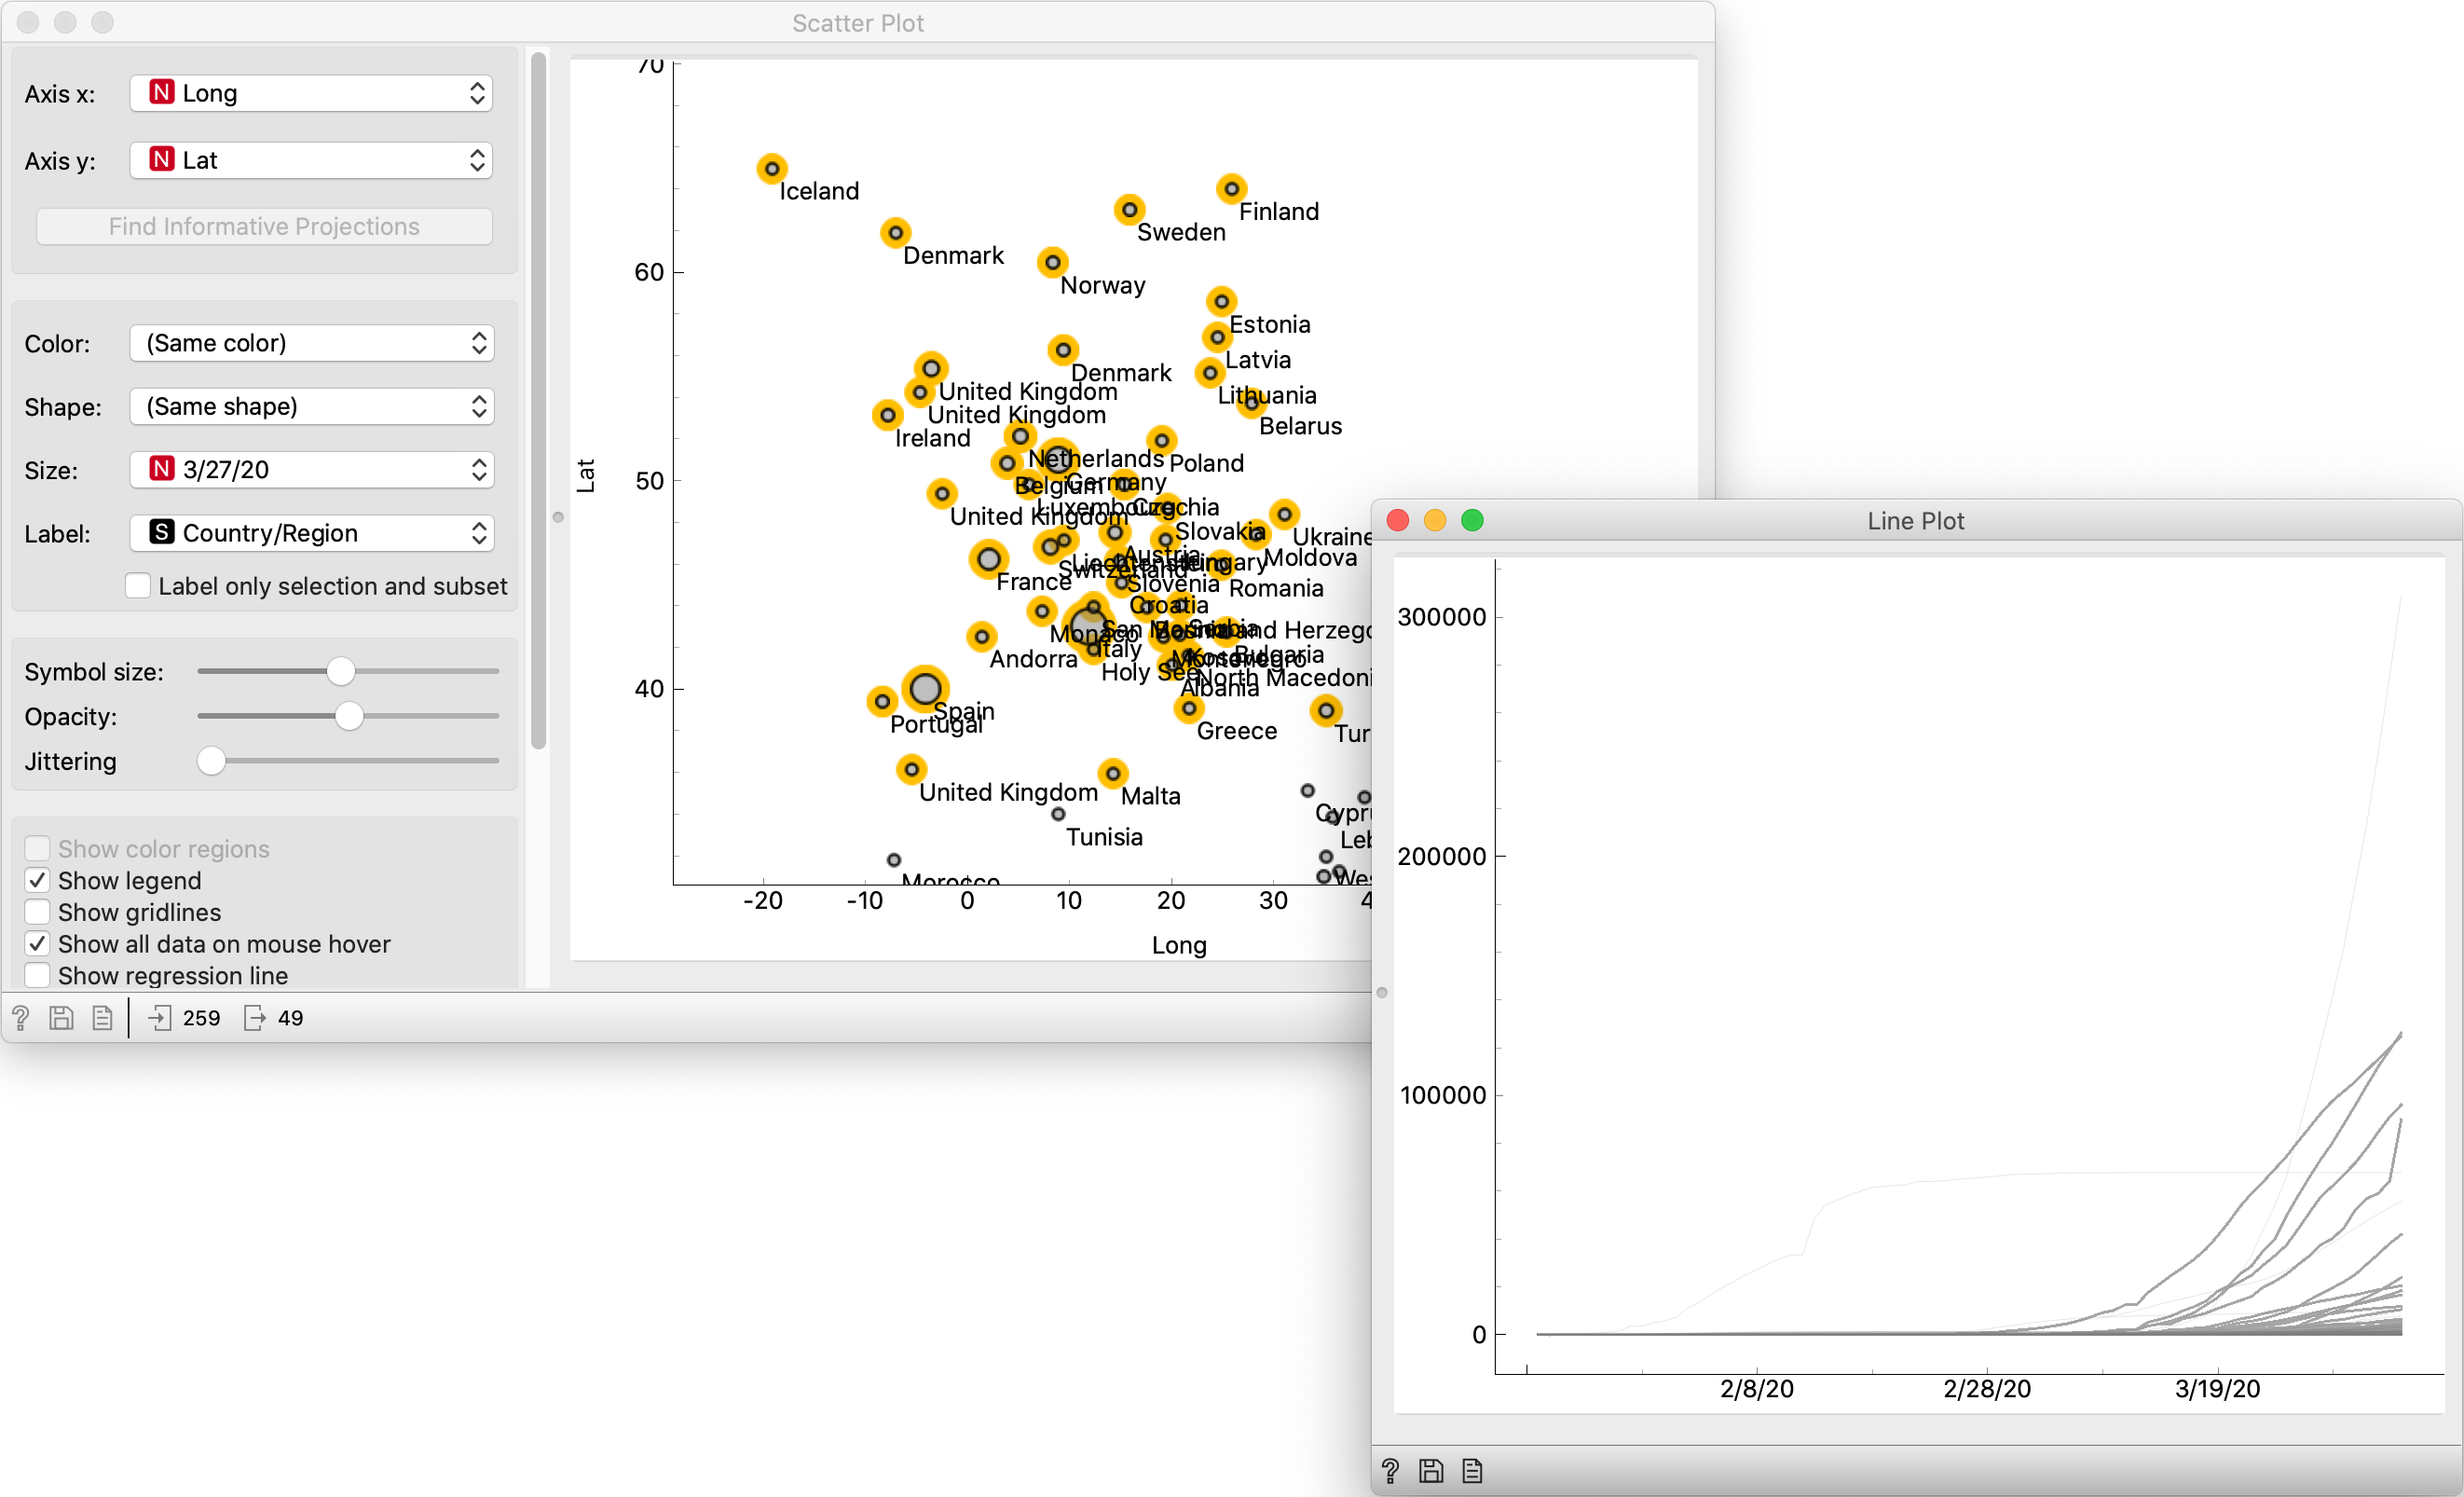 Scatter Plot
Axis x: N Long
Axis y: N Lat
Find Informative Projections
Color: (Same color)
Shape: (Same shape)
Size: N 3/27/20
Label: S Country/Region
Label only selection and subset
Symbol size:
Opacity:
Jittering
Show color regions
Show legend
Show gridlines
Show all data on mouse hover
Show regression line
? 259 49
70
60
50
40
Lat
-20 -10 0 10 20 30 4
Long
Iceland
Finland
Sweden
Denmark
Norway
Estonia
Latvia
Denmark
United Kingdom
Lithuania
United Kingdom
Belarus
Ireland
Netherlands
Poland
Germany
Belgium
Luxembourg
Czechia
United Kingdom
Slovakia
Ukraine
Austria
Moldova
Hungary
Switzerland
France
Slovenia
Romania
Croatia
San Marino
Bosnia and Herzego
Serbia
Monaco
Italy
Bulgaria
Kosovo
Andorra
Montenegro
Holy See
North Macedoni
Albania
Spain
Portugal
Greece
Tur
United Kingdom
Malta
Cypru
Tunisia
Leb
Wes
Morocco
Line Plot
300000
200000
100000
0
2/8/20 2/28/20 3/19/20
?